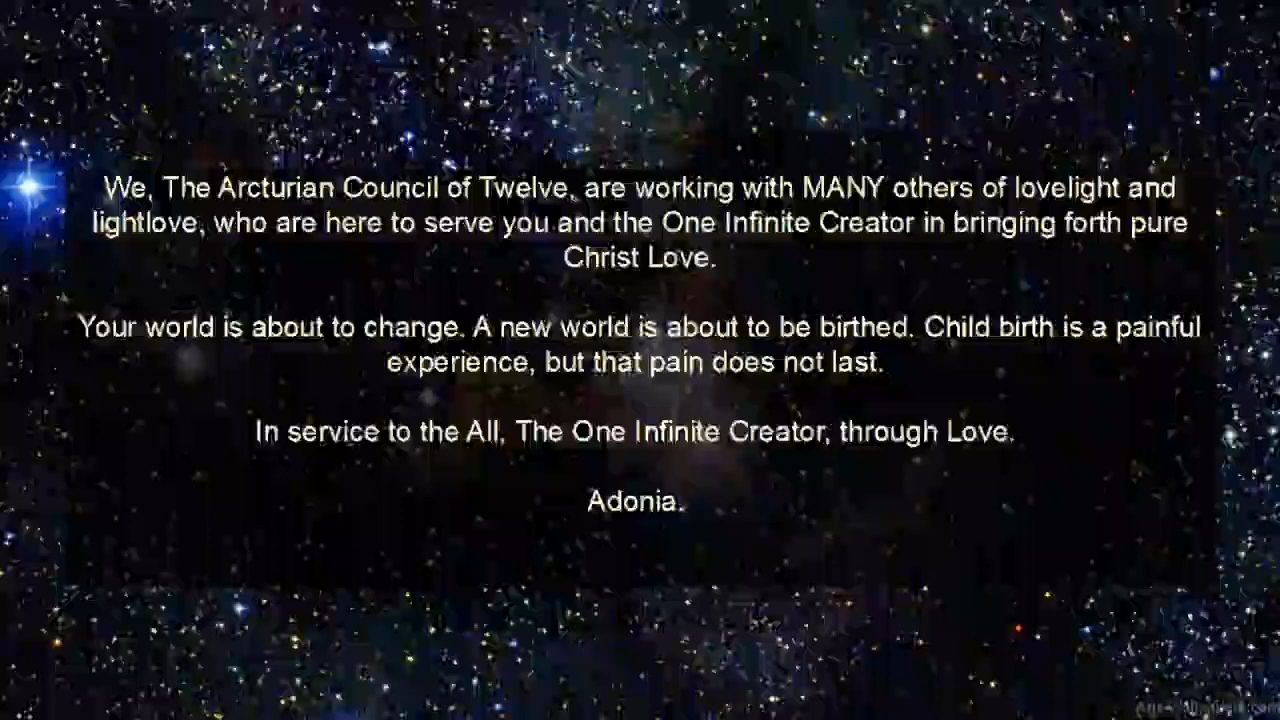 We, The Arcturian Council of Twelve, are working with MANY others of lovelight and
lightlove, who are here to serve you and the One Infinite Creator in bringing forth pure
Christ Love.
Your world is about to change. A new world is about to be birthed. Child birth is a painful
experience, but that pain does not last.
In service to the All, The One Infinite Creator, through Love.
Adonia.